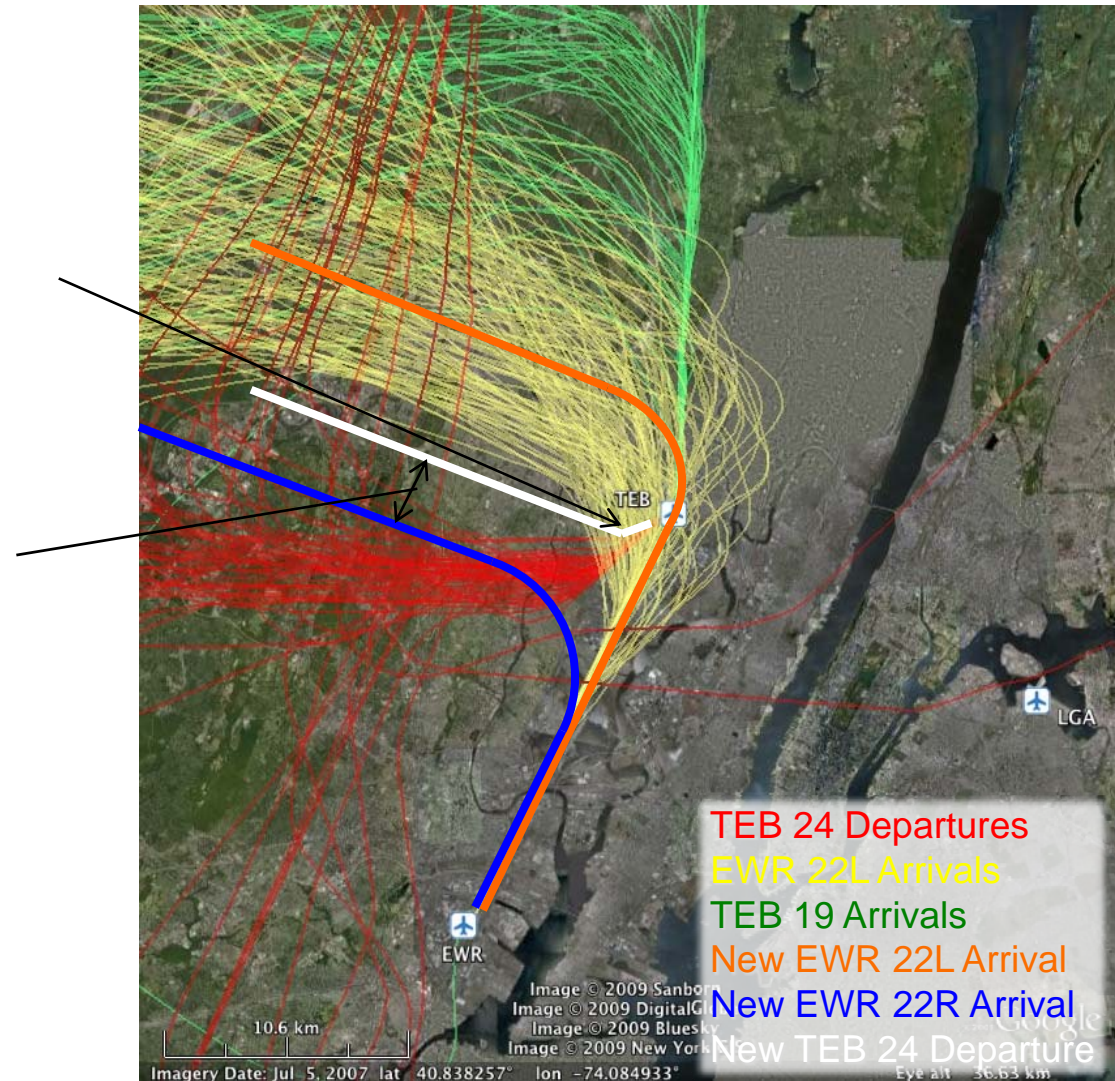 TEB
LGA
EWR
TEB 24 Departures
EWR 22L Arrivals
TEB 19 Arrivals
New EWR 22L Arrival
New EWR 22R Arrival
New TEB 24 Departure
Image © 2009 Sanborn
Image © 2009 DigitalGlo
Image © 2009 Bluesky
Image © 2009 New York
Google
10.6 km
Imagery Date: Jul 5, 2007 lat 40.838257° lon -74.084933° Eye alt 36.63 km